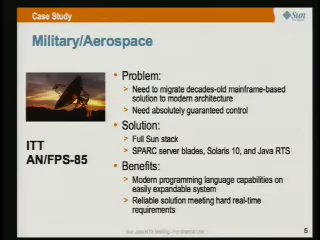 Case Study
Sun
Military/Aerospace
• Problem:
> Need to migrate decades-old mainframe-based
solution to modern architecture
> Need absolutely guaranteed control
• Solution:
> Full Sun stack
> SPARC server blades, Solaris 10, and Java RTS
• Benefits:
> Modern programming language capabilities on
easily expandable system
> Reliable solution meeting hard real-time
requirements
ITT
AN/FPS-85
5